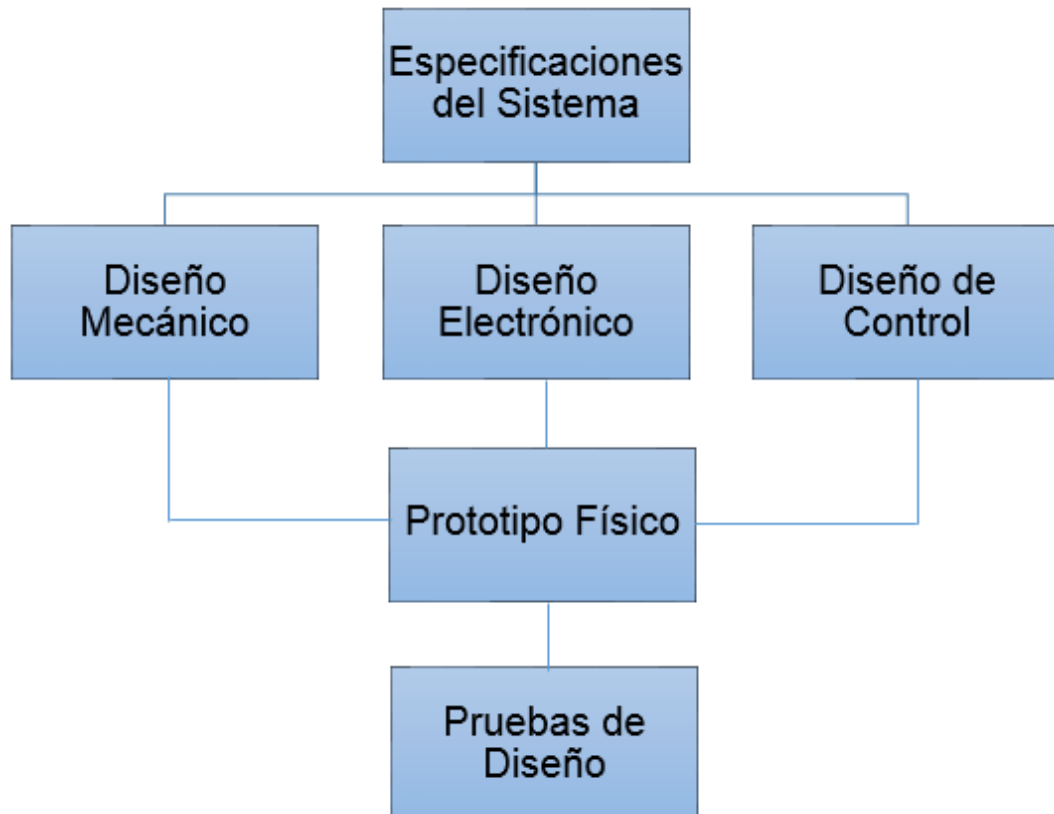 Especificaciones
del Sistema
Diseño
Mecánico
Diseño
Electrónico
Diseño de
Control
Prototipo Físico
Pruebas de
Diseño